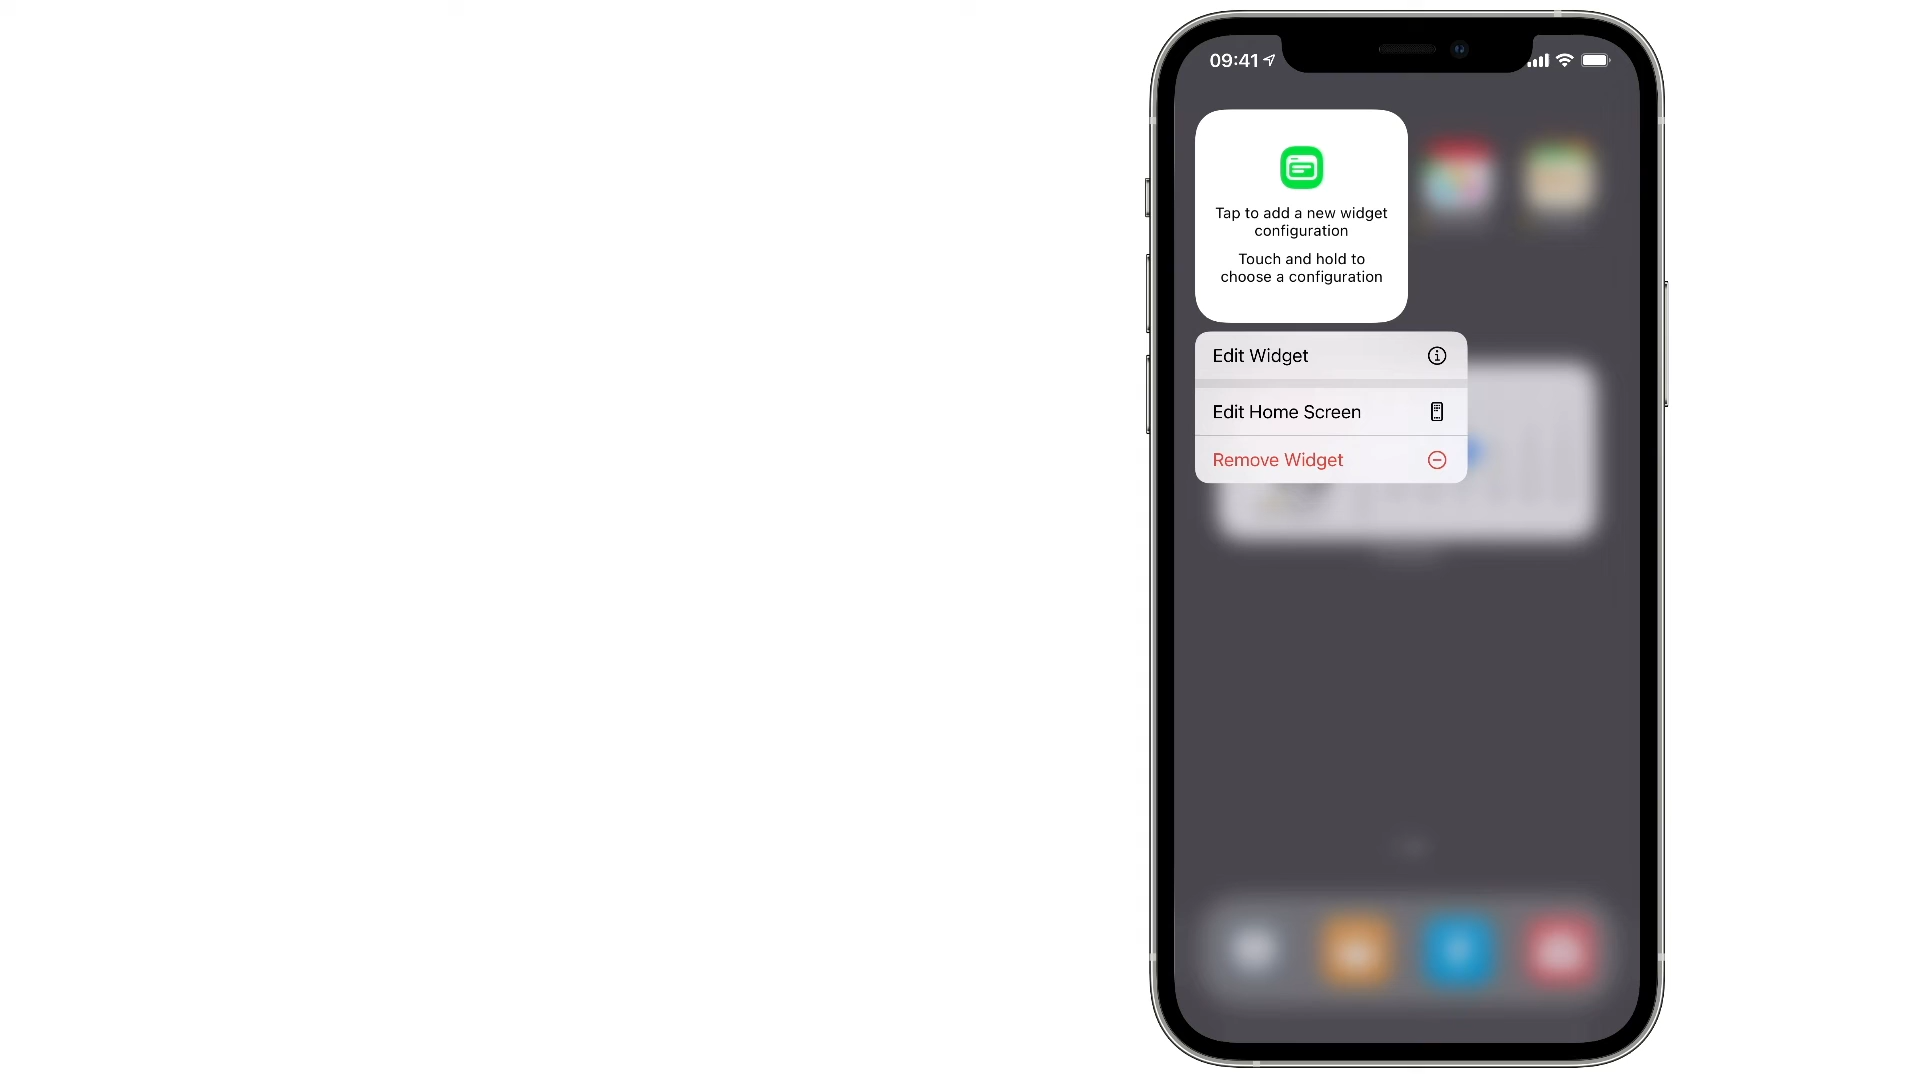 09:41
Tap to add a new widget
configuration
Touch and hold to
choose a configuration
Edit Widget
Edit Home Screen
Remove Widget